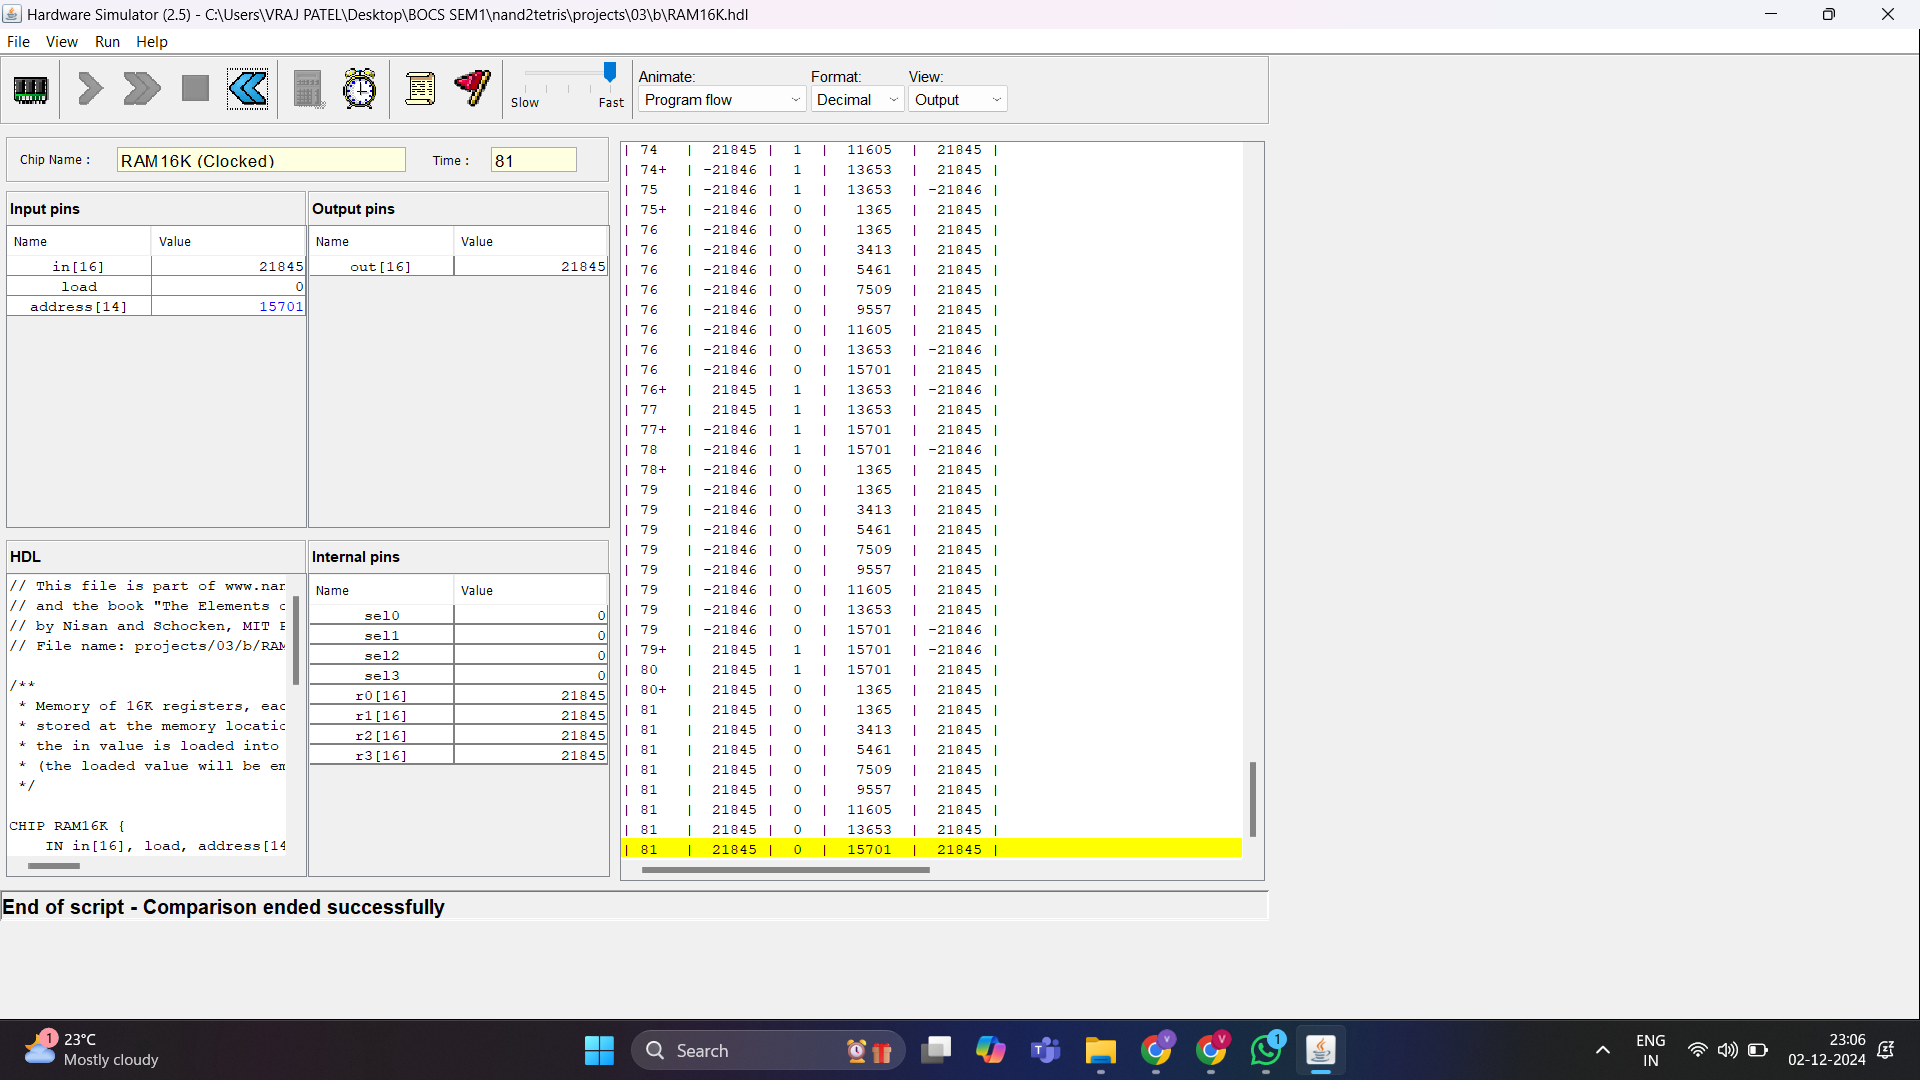 Hardware Simulator (2.5) - C:\Users\VRAJ PATEL\Desktop\BOCS SEM1\nand2tetris\projects\03\b\RAM16K.hdl
File View Run Help
Slow Fast
Animate: Format: View:
Program flow Decimal Output
Chip Name : RAM16K (Clocked) Time : 81
Input pins
Name Value
in[16] 21845
load 0
address[14] 15701
Output pins
Name Value
out[16] 21845
HDL
// This file is part of www.nan
// and the book "The Elements o
// by Nisan and Schocken, MIT P
// File name: projects/03/b/RAM
/**
* Memory of 16K registers, eac
* stored at the memory locatio
* the in value is loaded into
* (the loaded value will be em
*/
CHIP RAM16K {
IN in[16], load, address[14
Internal pins
Name Value
sel0 0
sel1 0
sel2 0
sel3 0
r0[16] 21845
r1[16] 21845
r2[16] 21845
r3[16] 21845
| 74 | 21845 | 1 | 11605 | 21845 |
| 74+ | -21846 | 1 | 13653 | 21845 |
| 75 | -21846 | 1 | 13653 | -21846 |
| 75+ | -21846 | 0 | 1365 | 21845 |
| 76 | -21846 | 0 | 1365 | 21845 |
| 76 | -21846 | 0 | 3413 | 21845 |
| 76 | -21846 | 0 | 5461 | 21845 |
| 76 | -21846 | 0 | 7509 | 21845 |
| 76 | -21846 | 0 | 9557 | 21845 |
| 76 | -21846 | 0 | 11605 | 21845 |
| 76 | -21846 | 0 | 13653 | -21846 |
| 76 | -21846 | 0 | 15701 | 21845 |
| 76+ | 21845 | 1 | 13653 | -21846 |
| 77 | 21845 | 1 | 13653 | 21845 |
| 77+ | -21846 | 1 | 15701 | 21845 |
| 78 | -21846 | 1 | 15701 | -21846 |
| 78+ | -21846 | 0 | 1365 | 21845 |
| 79 | -21846 | 0 | 1365 | 21845 |
| 79 | -21846 | 0 | 3413 | 21845 |
| 79 | -21846 | 0 | 5461 | 21845 |
| 79 | -21846 | 0 | 7509 | 21845 |
| 79 | -21846 | 0 | 9557 | 21845 |
| 79 | -21846 | 0 | 11605 | 21845 |
| 79 | -21846 | 0 | 13653 | 21845 |
| 79 | -21846 | 0 | 15701 | -21846 |
| 79+ | 21845 | 1 | 15701 | -21846 |
| 80 | 21845 | 1 | 15701 | 21845 |
| 80+ | 21845 | 0 | 1365 | 21845 |
| 81 | 21845 | 0 | 1365 | 21845 |
| 81 | 21845 | 0 | 3413 | 21845 |
| 81 | 21845 | 0 | 5461 | 21845 |
| 81 | 21845 | 0 | 7509 | 21845 |
| 81 | 21845 | 0 | 9557 | 21845 |
| 81 | 21845 | 0 | 11605 | 21845 |
| 81 | 21845 | 0 | 13653 | 21845 |
| 81 | 21845 | 0 | 15701 | 21845 |
End of script - Comparison ended successfully
1
23°C
Mostly cloudy
Search
V
V
1
ENG
IN
23:06
02-12-2024